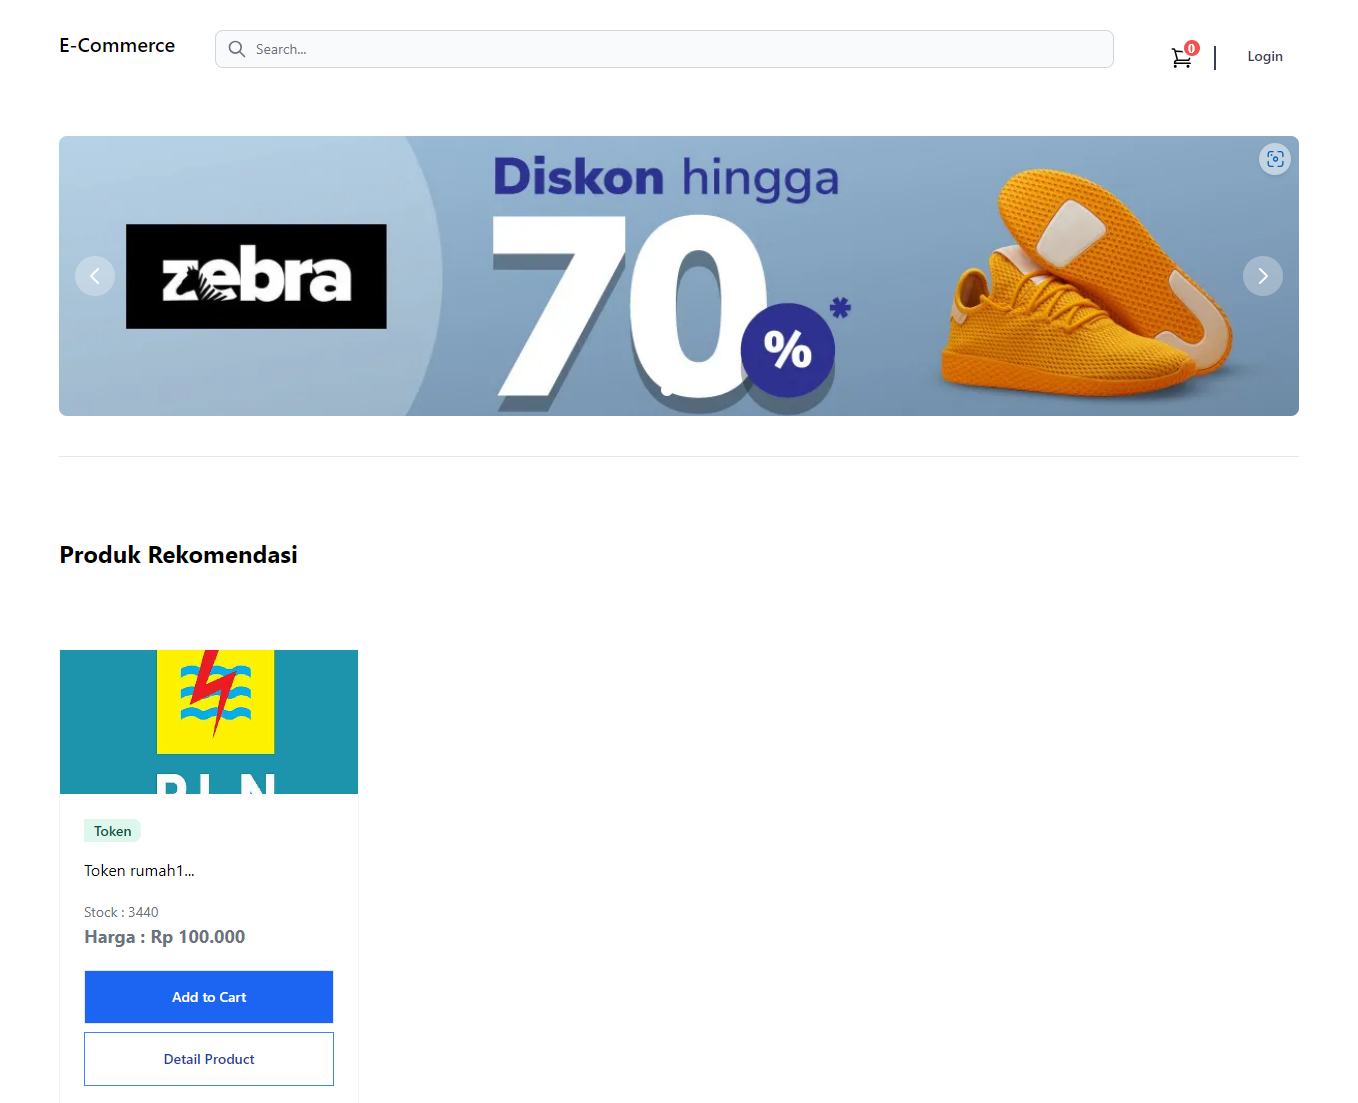 E-Commerce
Search...
0
Login
Diskon hingga
zebra
70%*
Produk Rekomendasi
PLN
Token
Token rumah1...
Stock : 3440
Harga : Rp 100.000
Add to Cart
Detail Product